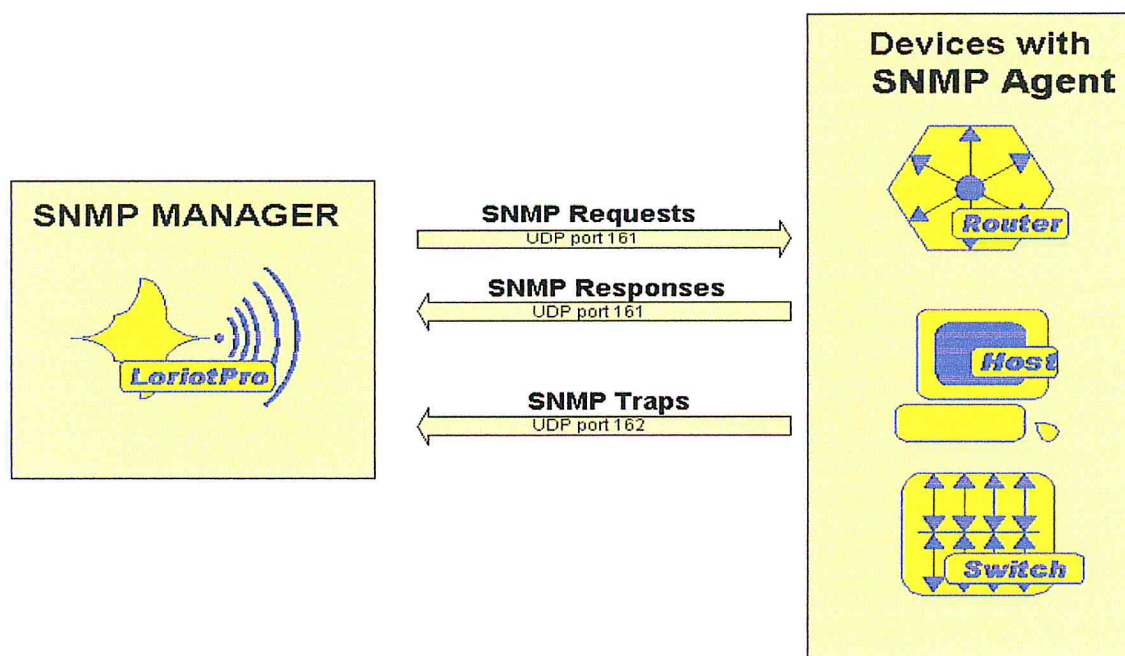 Devices with
SNMP Agent
SNMP MANAGER
LoriotPro
SNMP Requests
UDP port 161
SNMP Responses
UDP port 161
SNMP Traps
UDP port 162
Router
Host
Switch